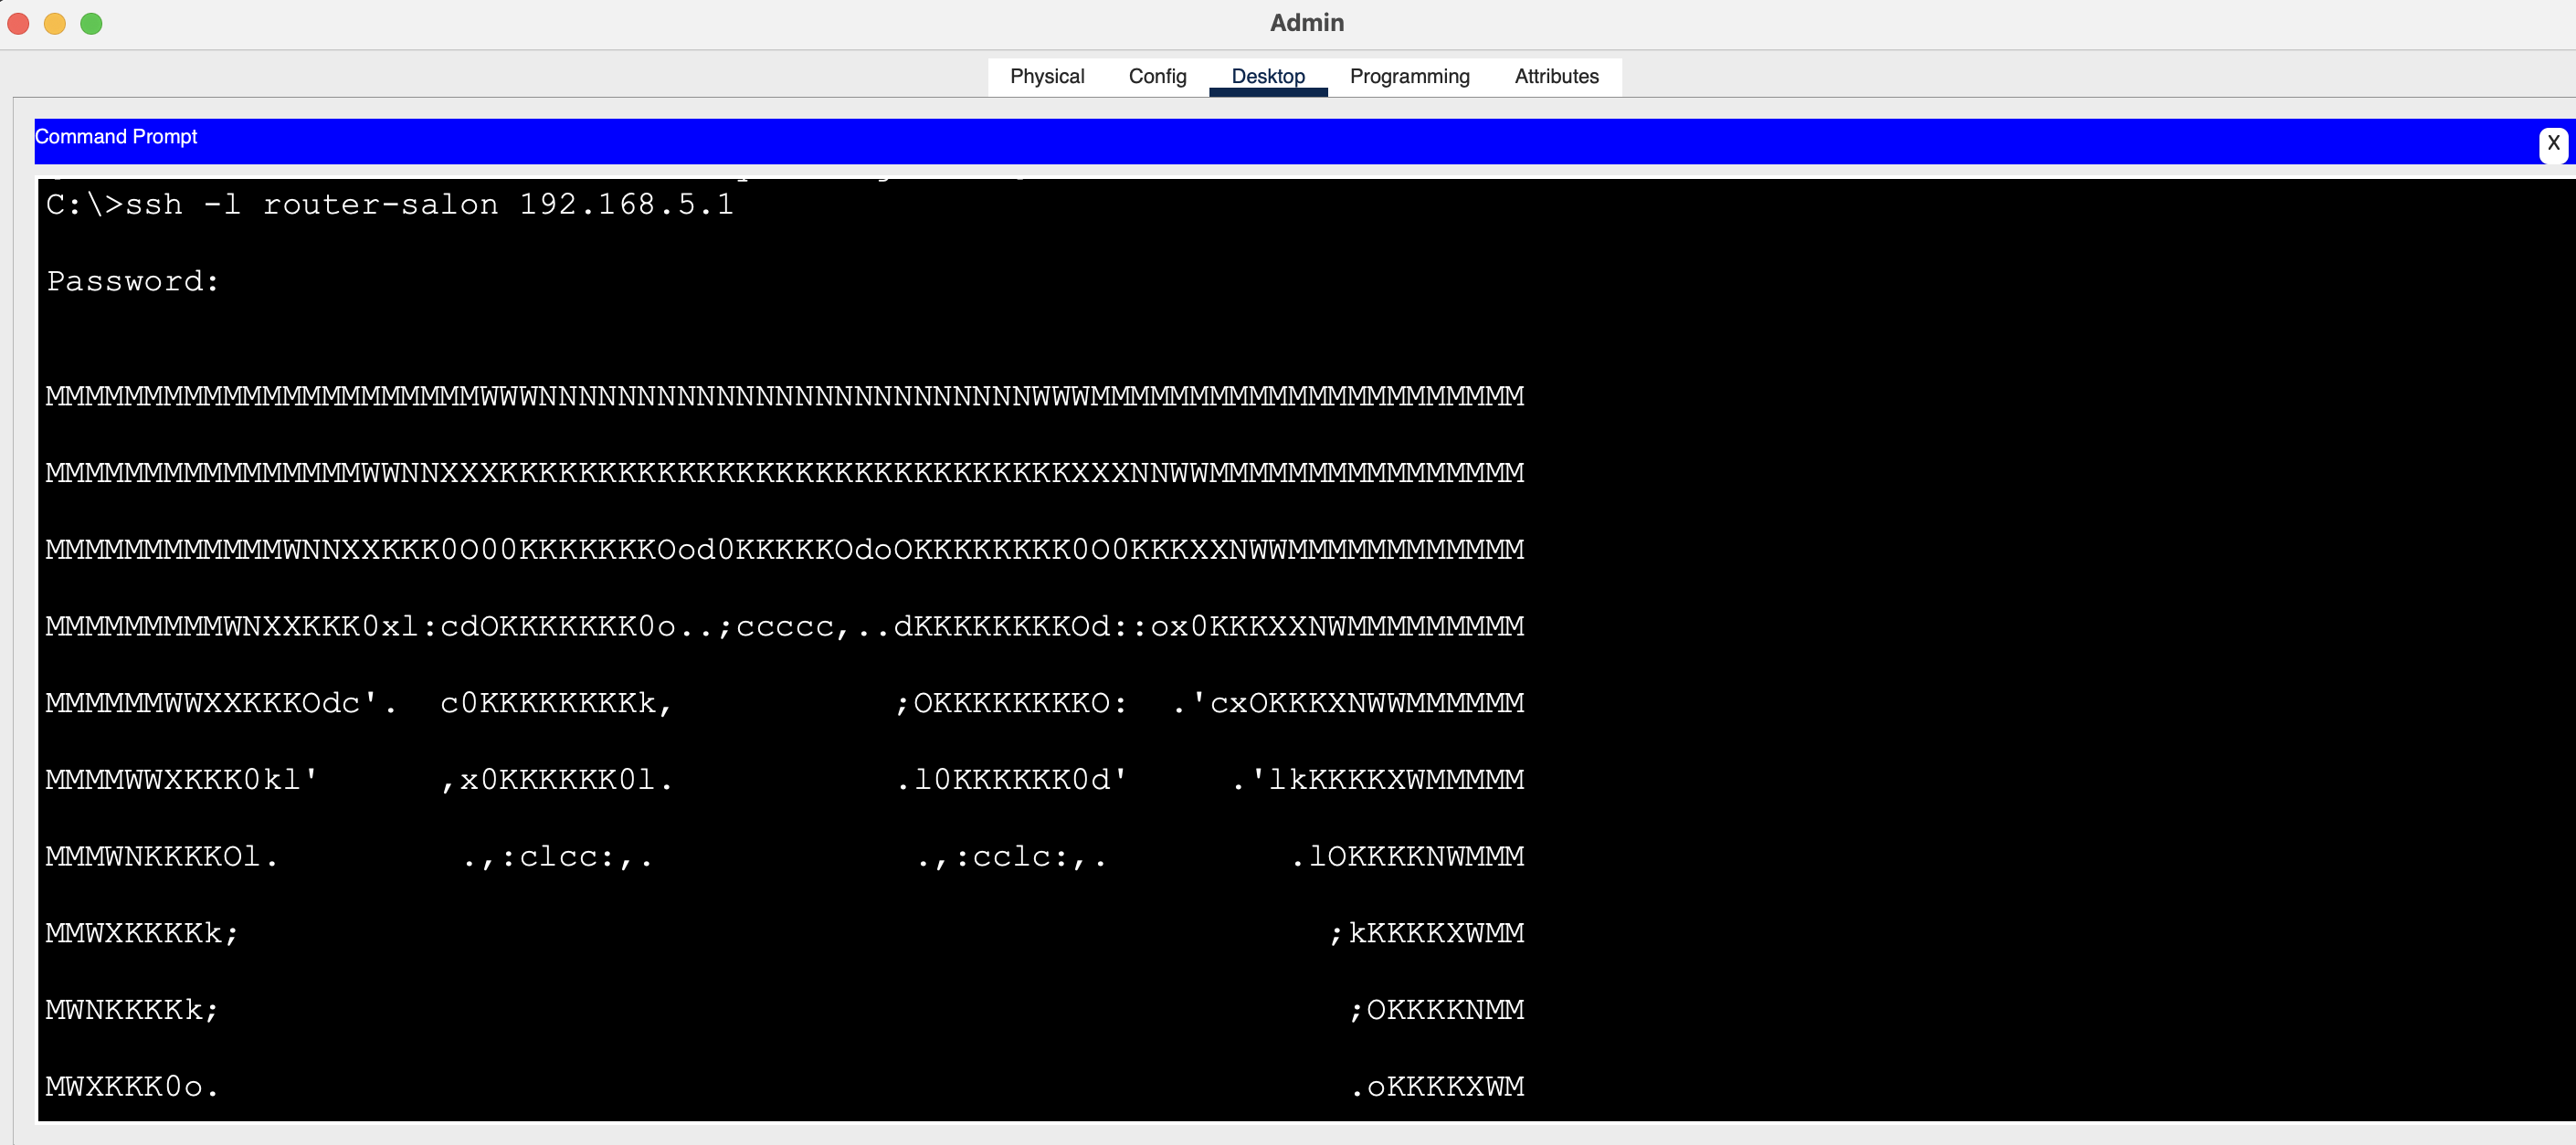 Admin
Physical Config Desktop Programming Attributes
Command Prompt
X
C:\>ssh -l router-salon 192.168.5.1
Password:
MMMMMMMMMMMMMMMMMMMMMMWWWNNNNNNNNNNNNNNNNNNNNNNNNNWWWMMMMMMMMMMMMMMMMMMMMMM
MMMMMMMMMMMMMMMMWWNNXXXKKKKKKKKKKKKKKKKKKKKKKKKKKKKKXXXNNWWMMMMMMMMMMMMMMMM
MMMMMMMMMMMMWNNXXKKK0O00KKKKKKKOod0KKKKKOdoOKKKKKKKK0O0KKKXXNWWMMMMMMMMMMMM
MMMMMMMMMWNXXKKK0xl:cdOKKKKKKK0o..;ccccc,..dKKKKKKKKOd::ox0KKKXXNWMMMMMMMMM
MMMMMMWWXXKKKOdc'.  c0KKKKKKKKk,           ;OKKKKKKKKO:  .'cxOKKKXNWWMMMMMM
MMMMWWXKKK0kl'      ,x0KKKKKK0l.           .l0KKKKKK0d'     .'lkKKKKXWMMMMM
MMMWNKKKKOl.         .,:clcc:,.             .,:cclc:,.         .lOKKKKNWMMM
MMWXKKKKk;                                                       ;kKKKKXWMM
MWNKKKKk;                                                         ;OKKKKNMM
MWXKKK0o.                                                         .oKKKKXWM